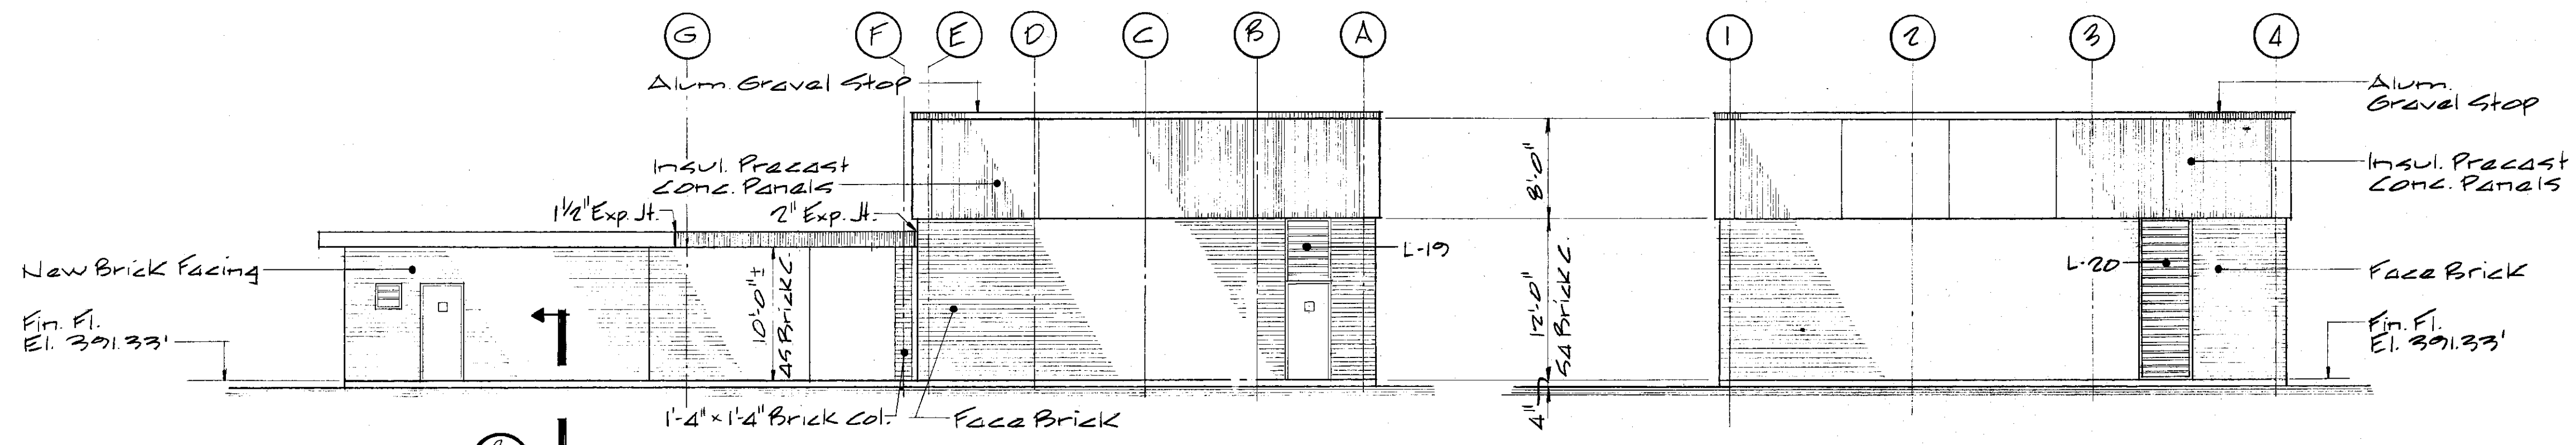 G F E D C B A 1 2 3 4
Alum. Gravel Stop
Alum.
Gravel Stop
Insul. Precast
Conc. Panels
8'-0"
Insul. Precast
Conc. Panels
1 1/2" Exp. Jt.
2" Exp. Jt.
New Brick Facing
10'-0"±
45 Brick C.
L-19
12'-0"
54 Brick C.
L-20
Face Brick
Fin. Fl.
El. 391.33'
Fin. Fl.
El. 391.33'
1'-4" x 1'-4" Brick Col.
Face Brick
4"